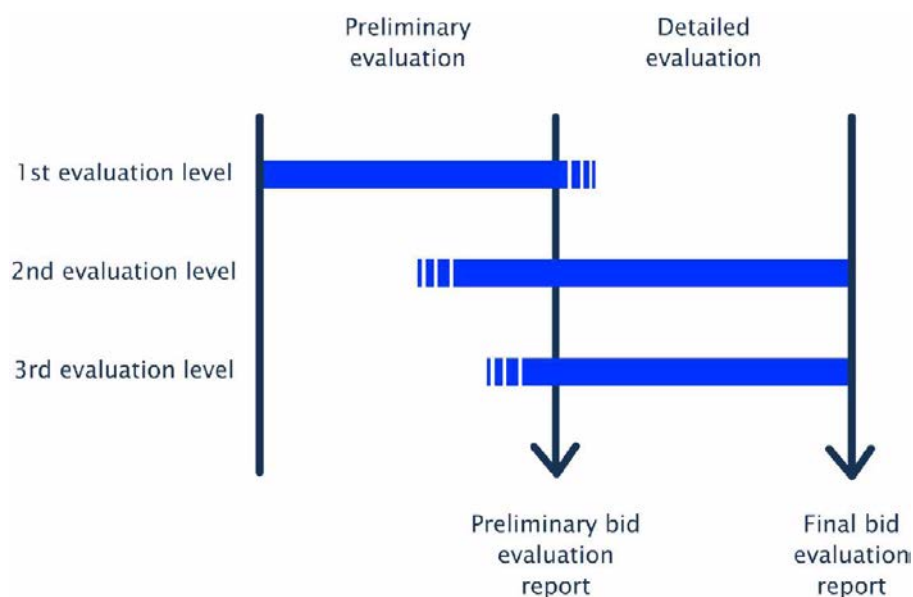 Preliminary
evaluation
Detailed
evaluation
1st evaluation level
2nd evaluation level
3rd evaluation level
Preliminary bid
evaluation
report
Final bid
evaluation
report